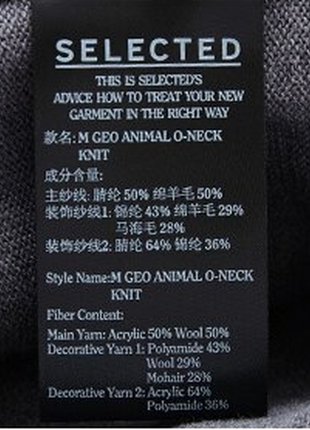 SELECTED
THIS IS SELECTED'S
ADVICE HOW TO TREAT YOUR NEW
GARMENT IN THE RIGHT WAY
款名: M GEO ANIMAL O-NECK
KNIT
成分含量:
主纱线: 腈纶 50% 绵羊毛 50%
装饰纱线1: 锦纶 43% 绵羊毛 29%
马海毛 28%
装饰纱线2: 腈纶 64% 锦纶 36%
Style Name: M GEO ANIMAL O-NECK
KNIT
Fiber Content:
Main Yarn: Acrylic 50% Wool 50%
Decorative Yarn 1: Polyamide 43%
Wool 29%
Mohair 28%
Decorative Yarn 2: Acrylic 64%
Polyamide 36%